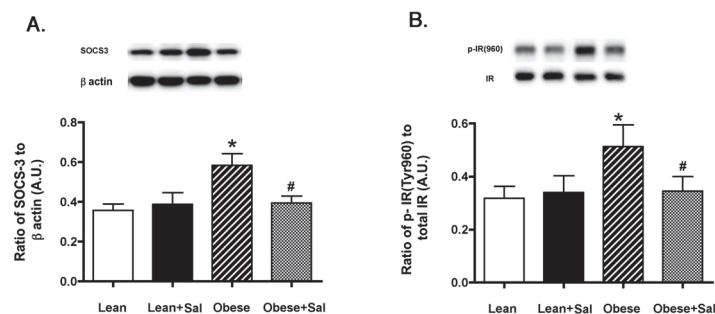 A.
SOCS3
β actin
Ratio of SOCS-3 to
β actin (A.U.)
0.8
0.6
0.4
0.2
0.0
*
#
Lean
Lean+Sal
Obese
Obese+Sal
B.
p-IR(960)
IR
Ratio of p- IR(Tyr960) to
total IR (A.U.)
0.6
0.4
0.2
0.0
*
#
Lean
Lean+Sal
Obese
Obese+Sal